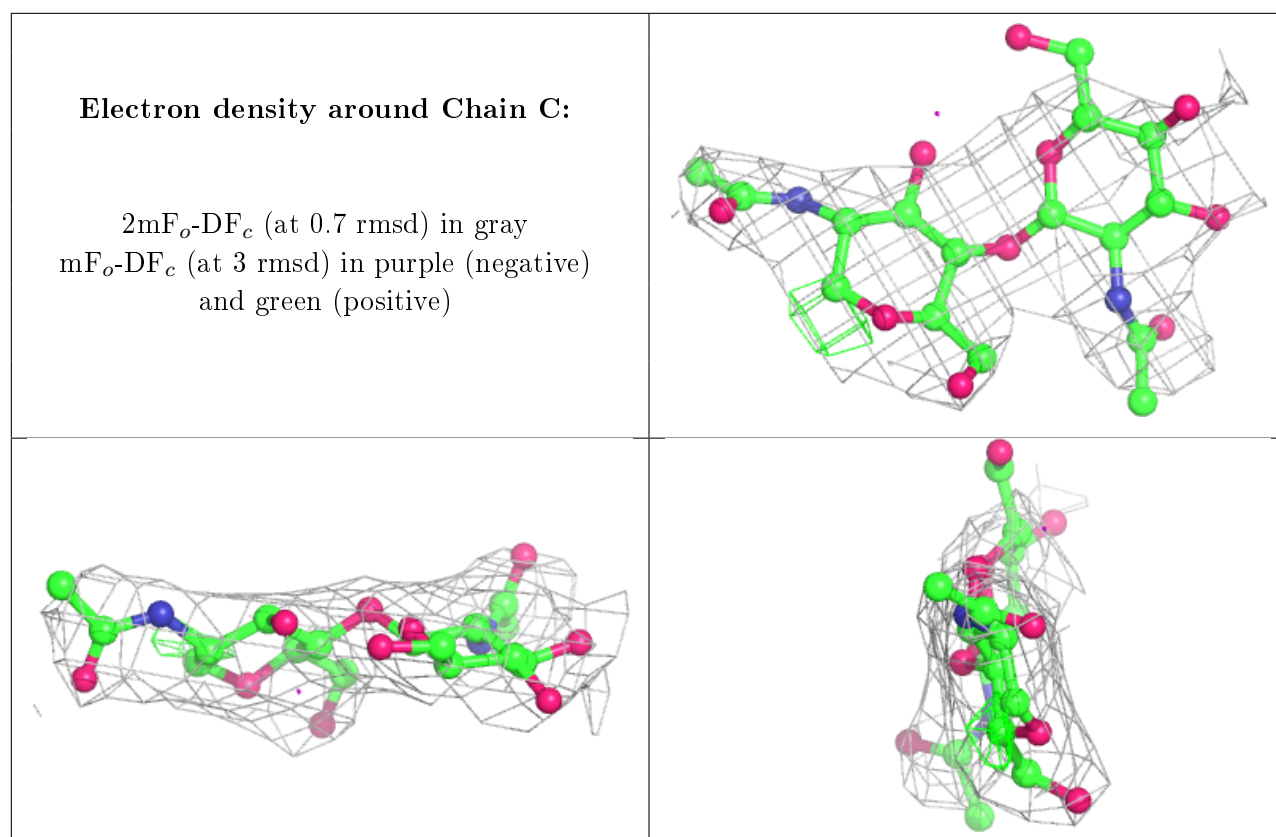 Electron density around Chain C:
2mFₒ-DF𝒸 (at 0.7 rmsd) in gray
mFₒ-DF𝒸 (at 3 rmsd) in purple (negative)
and green (positive)